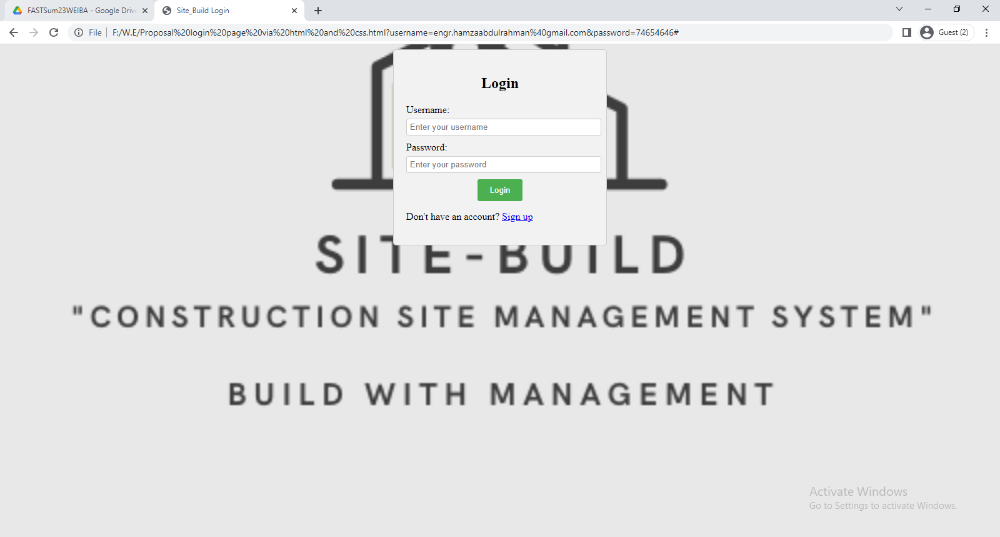 FASTSum23WEIBA - Google Drive
Site_Build Login
Guest (2)
File
F:/W.E/Proposal%20login%20page%20via%20html%20and%20css.html?username=engr.hamzaabdulrahman%40gmail.com&password=74654646#
Login
Username:
Enter your username
Password:
Enter your password
Login
Don't have an account? Sign up
SITE-BUILD
"CONSTRUCTION SITE MANAGEMENT SYSTEM"
BUILD WITH MANAGEMENT
Activate Windows
Go to Settings to activate Windows.